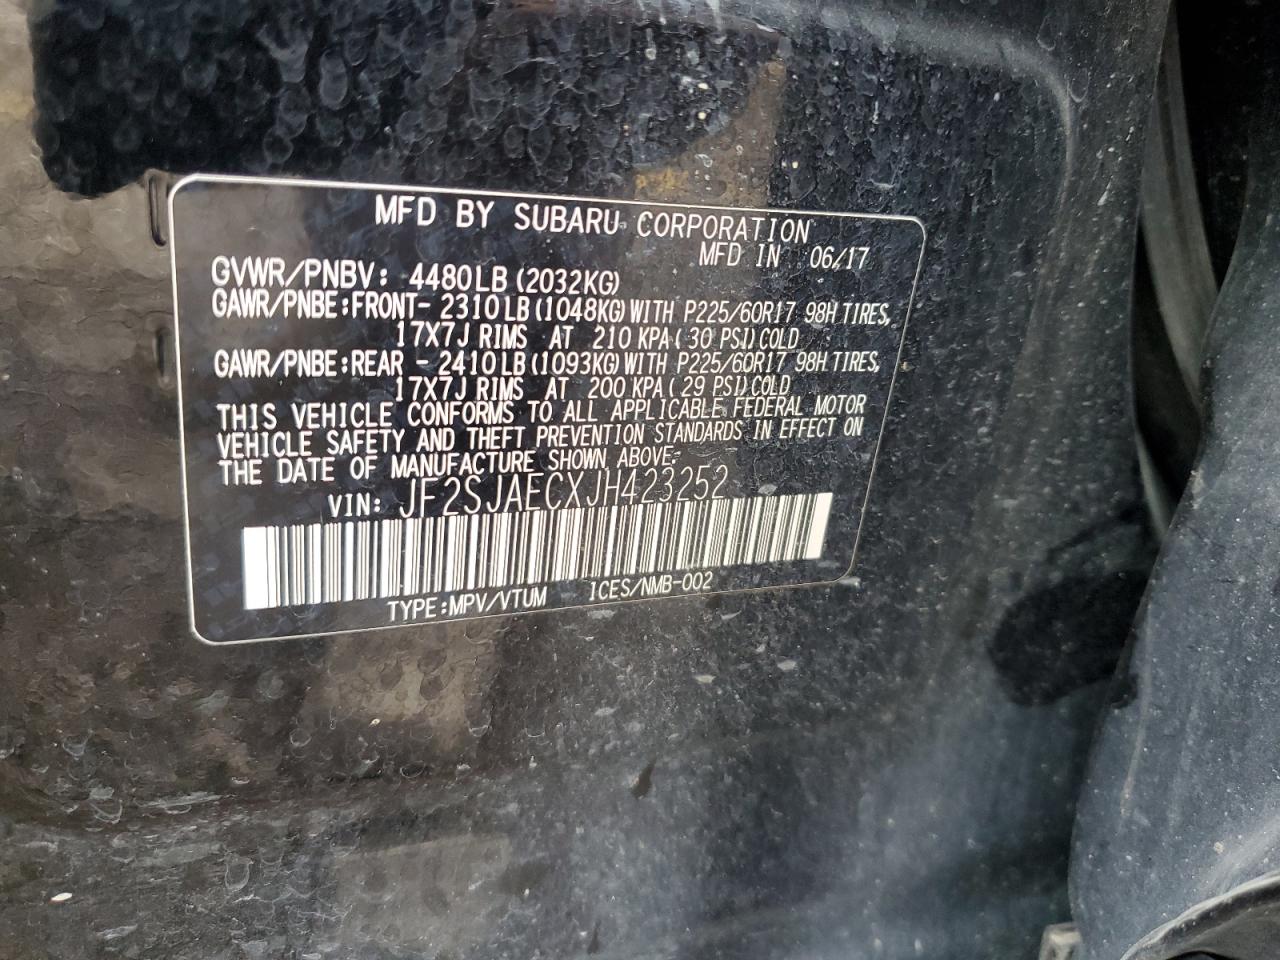 MFD BY SUBARU CORPORATION
MFD IN 06/17
GVWR/PNBV: 4480LB(2032KG)
GAWR/PNBE:FRONT- 2310LB(1048KG)WITH P225/60R17 98H TIRES,
17X7J RIMS AT 210 KPA(30 PSI)COLD
GAWR/PNBE:REAR - 2410LB(1093KG)WITH P225/60R17 98H TIRES,
17X7J RIMS AT 200 KPA(29 PSI)COLD
THIS VEHICLE CONFORMS TO ALL APPLICABLE FEDERAL MOTOR
VEHICLE SAFETY AND THEFT PREVENTION STANDARDS IN EFFECT ON
THE DATE OF MANUFACTURE SHOWN ABOVE.
VIN: JF2SJAECXJH423252
TYPE:MPV/VTUM ICES/NMB-002